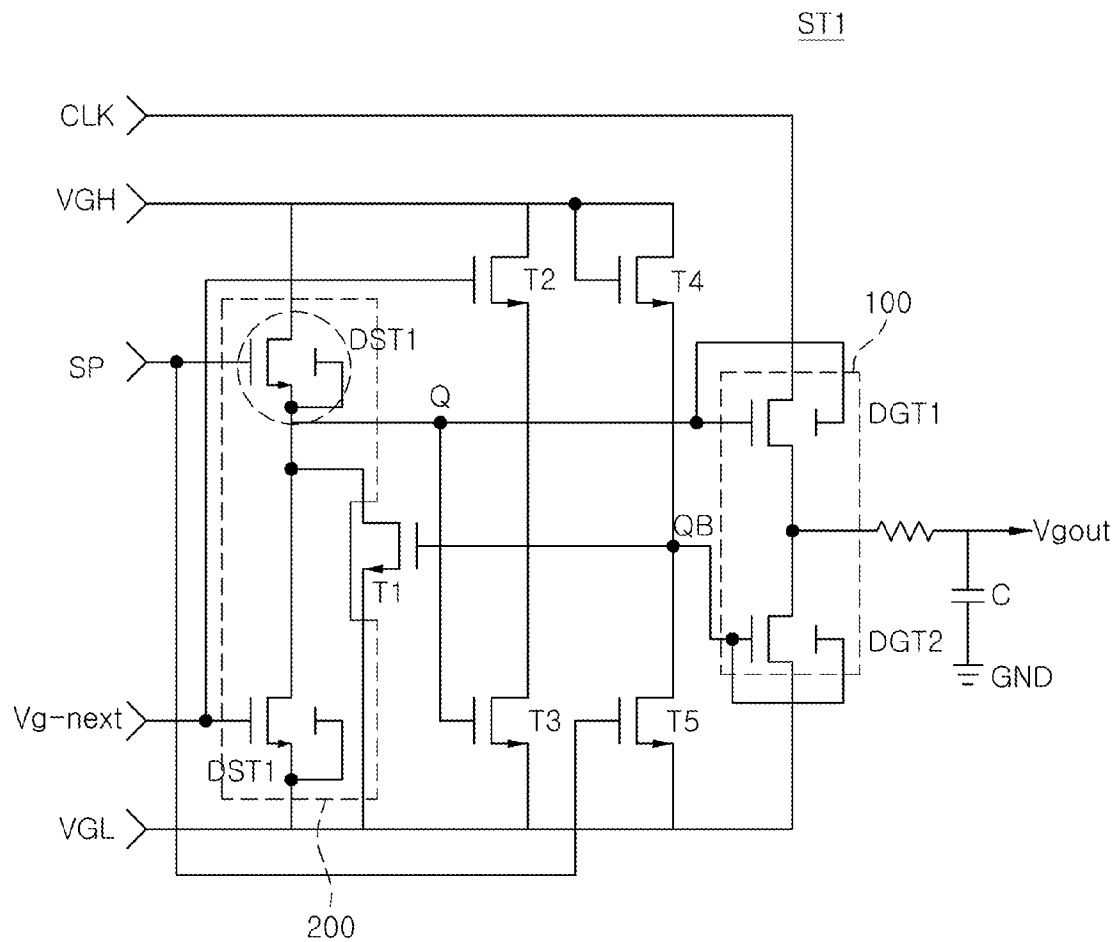 ST1
CLK
VGH
T2
T4
100
SP
DST1
Q
DGT1
QB
Vgout
T1
C
DGT2
GND
Vg-next
T3
T5
DST1
VGL
200